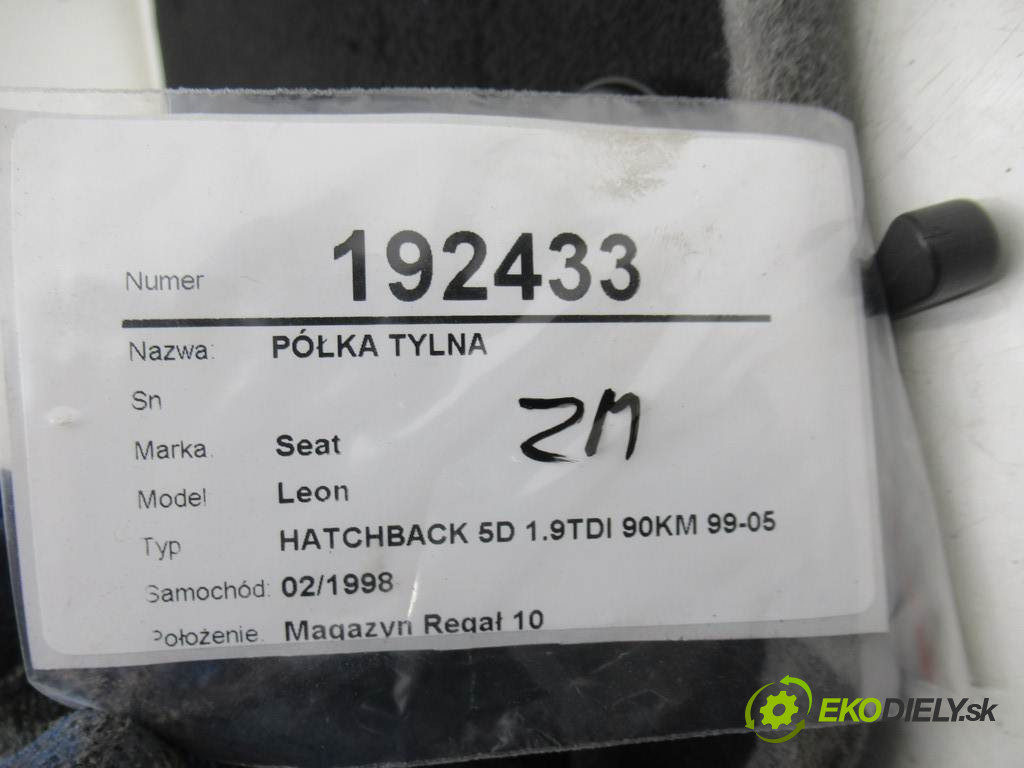 Numer 192433
Nazwa: PÓŁKA TYLNA
Sn
ZM
Marka. Seat
Model Leon
Typ HATCHBACK 5D 1.9TDI 90KM 99-05
Samochód: 02/1998
Położenie. Magazyn Regał 10
EKODIELY.sk